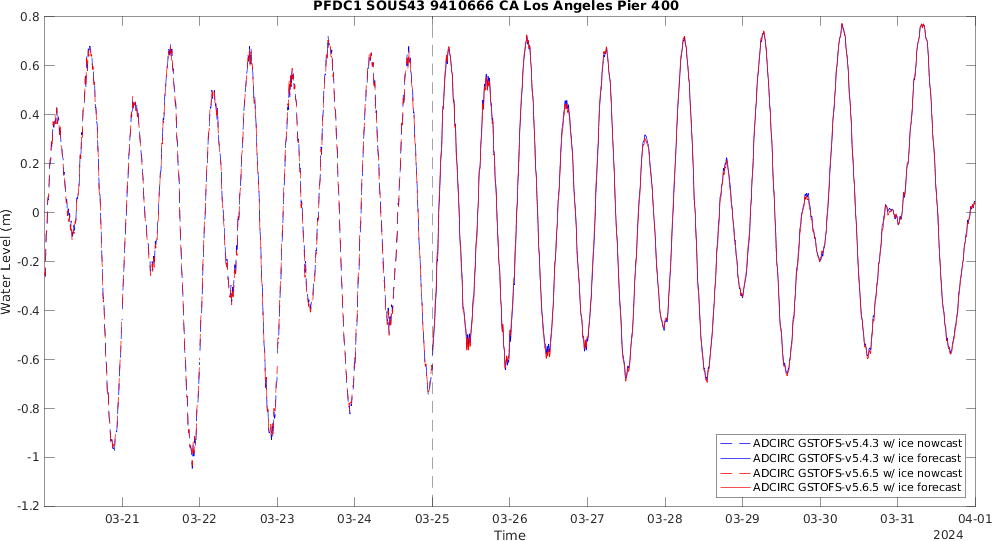 PFDC1 SOUS43 9410666 CA Los Angeles Pier 400
0.8
0.6
0.4
0.2
0
-0.2
-0.4
-0.6
-0.8
-1
-1.2
Water Level (m)
ADCIRC GSTOFS-v5.4.3 w/ ice nowcast
ADCIRC GSTOFS-v5.4.3 w/ ice forecast
ADCIRC GSTOFS-v5.6.5 w/ ice nowcast
ADCIRC GSTOFS-v5.6.5 w/ ice forecast
03-21 03-22 03-23 03-24 03-25 03-26 03-27 03-28 03-29 03-30 03-31 04-01
Time
2024